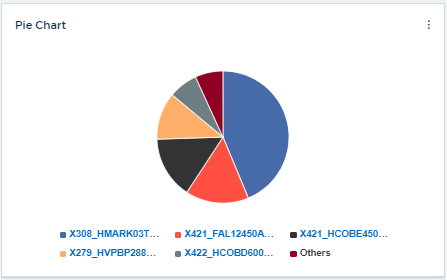 Pie Chart
X308_HMARK03T... X421_FAL12450A... X421_HCOBE450...
X279_HVPBP288... X422_HCOBD600... Others